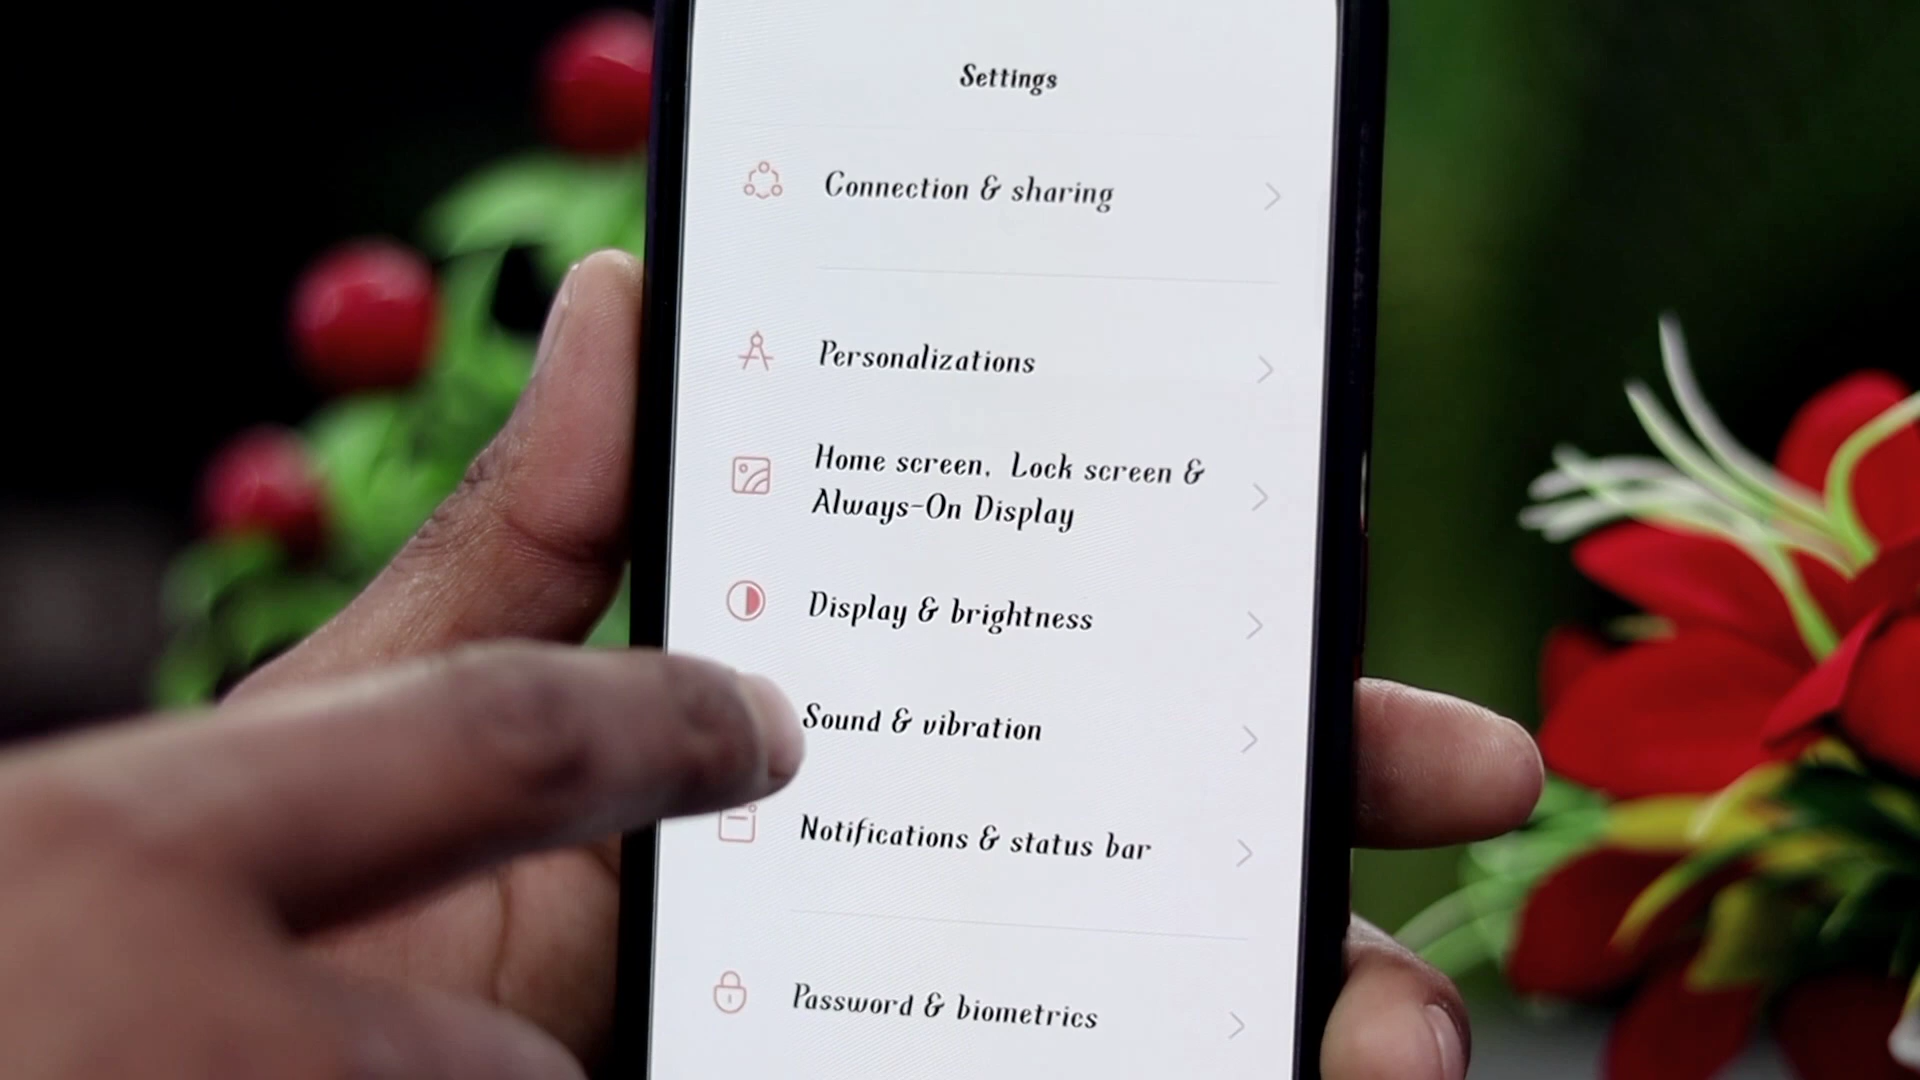 Settings
Connection & sharing
Personalizations
Home screen, Lock screen &
Always-On Display
Display & brightness
Sound & vibration
Notifications & status bar
Password & biometrics